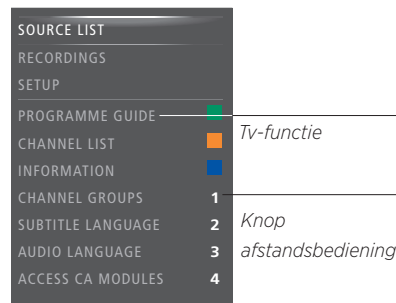 SOURCE LIST
RECORDINGS
SETUP
PROGRAMME GUIDE
CHANNEL LIST
INFORMATION
CHANNEL GROUPS 1
SUBTITLE LANGUAGE 2
AUDIO LANGUAGE 3
ACCESS CA MODULES 4
Tv-functie
Knop
afstandsbediening